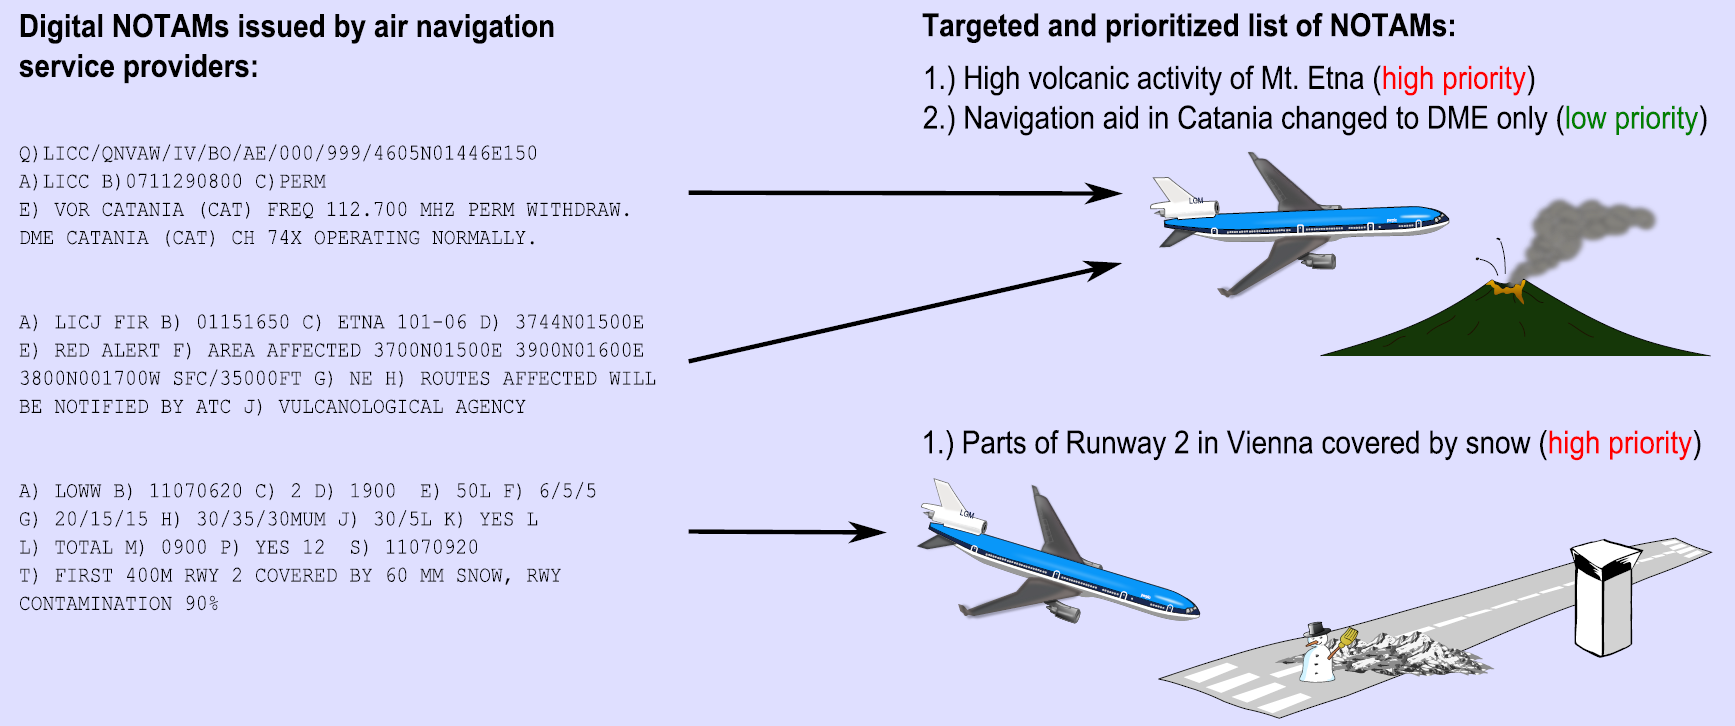 Digital NOTAMs issued by air navigation
service providers:
Q)LICC/QNVAW/IV/BO/AE/000/999/4605N01446E150
A)LICC B)0711290800 C)PERM
E) VOR CATANIA (CAT) FREQ 112.700 MHZ PERM WITHDRAW.
DME CATANIA (CAT) CH 74X OPERATING NORMALLY.
A) LICJ FIR B) 01151650 C) ETNA 101-06 D) 3744N01500E
E) RED ALERT F) AREA AFFECTED 3700N01500E 3900N01600E
3800N001700W SFC/35000FT G) NE H) ROUTES AFFECTED WILL
BE NOTIFIED BY ATC J) VULCANOLOGICAL AGENCY
A) LOWW B) 11070620 C) 2 D) 1900  E) 50L F) 6/5/5
G) 20/15/15 H) 30/35/30MUM J) 30/5L K) YES L
L) TOTAL M) 0900 P) YES 12  S) 11070920
T) FIRST 400M RWY 2 COVERED BY 60 MM SNOW, RWY
CONTAMINATION 90%
Targeted and prioritized list of NOTAMs:
1.) High volcanic activity of Mt. Etna (high priority)
2.) Navigation aid in Catania changed to DME only (low priority)
LGM
1.) Parts of Runway 2 in Vienna covered by snow (high priority)
LGM